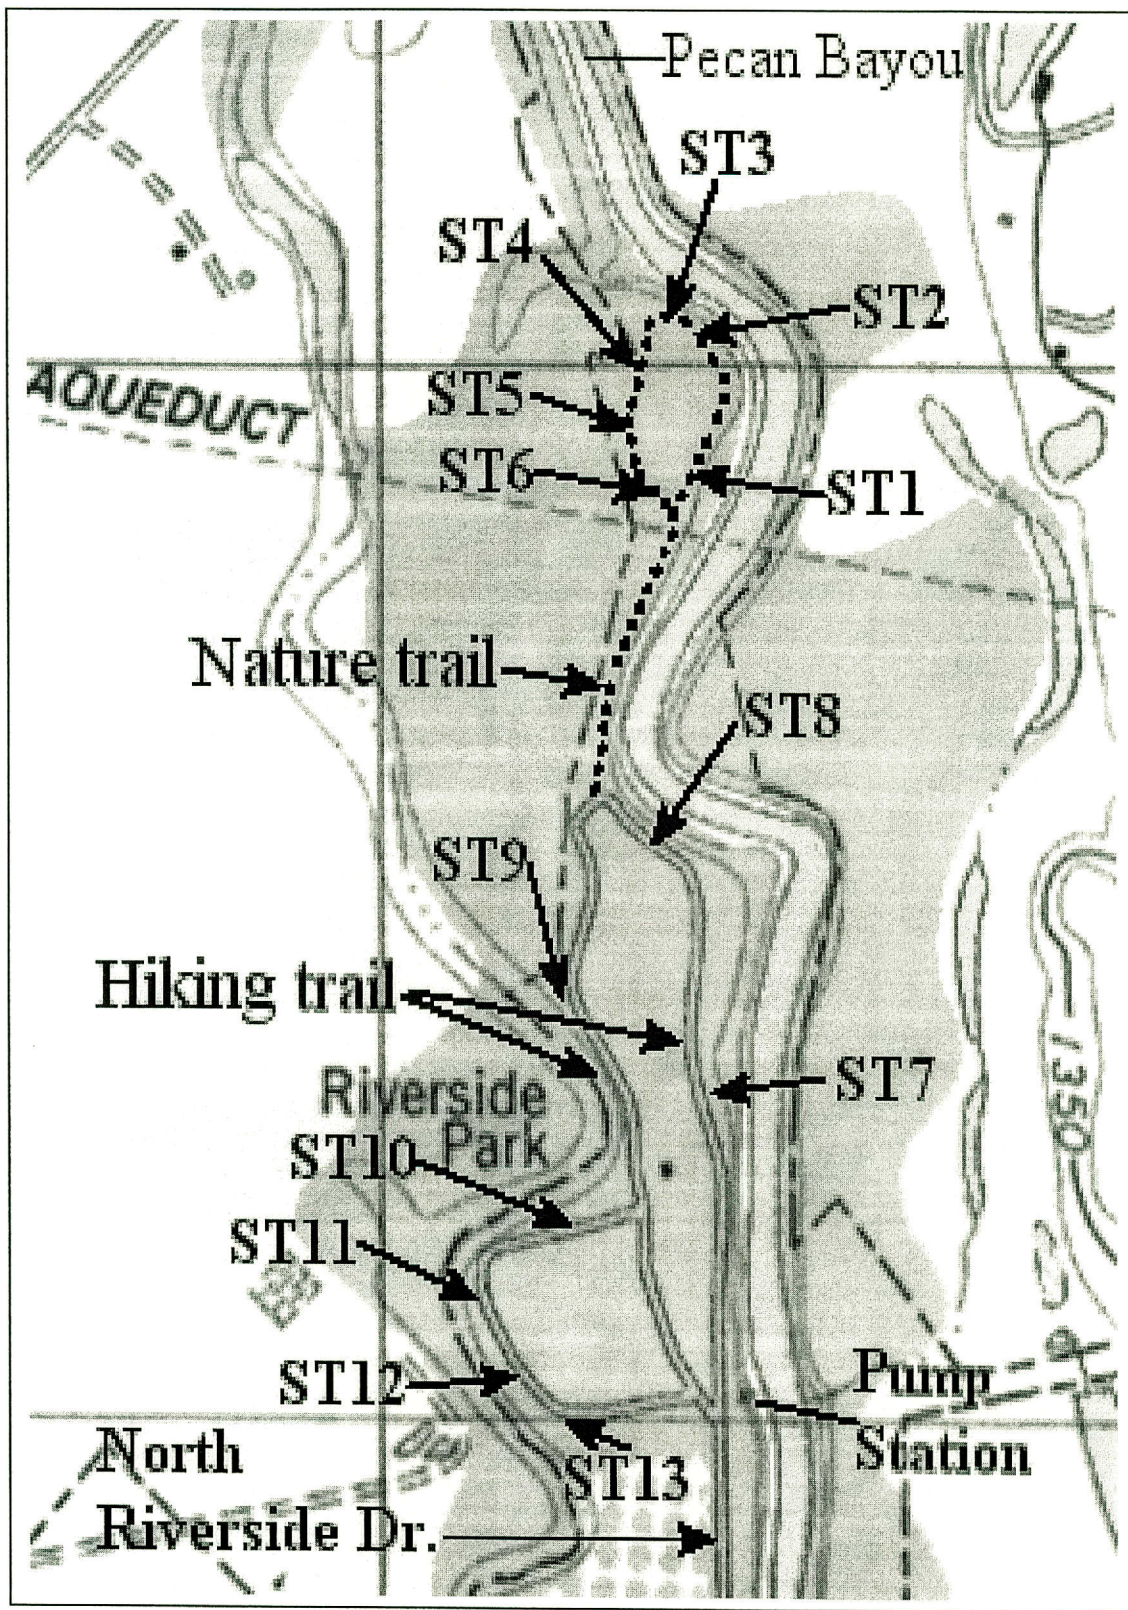 Pecan Bayou
ST3
ST4
ST2
AQUEDUCT
ST5
ST6
ST1
Nature trail
ST8
ST9
Hiking trail
ST7
Riverside
Park
ST10
ST11
1350
ST12
Pump
Station
North
ST13
Riverside Dr.